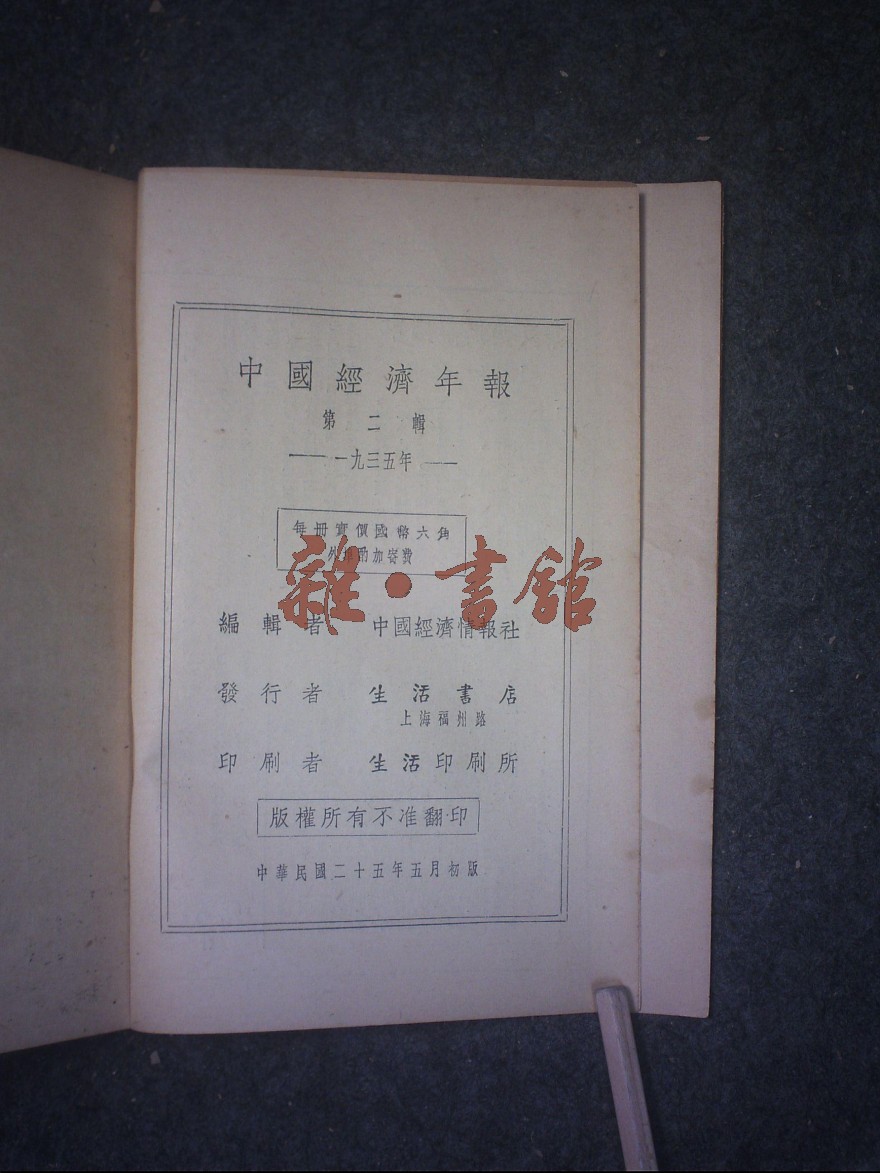 中國經濟年報
第二輯
—— 一九三五年 ——
每冊實價國幣六角
外埠酌加寄費
雜·書館
編輯者 中國經濟情報社
發行者 生活書店
上海福州路
印刷者 生活印刷所
版權所有不准翻印
中華民國二十五年五月初版